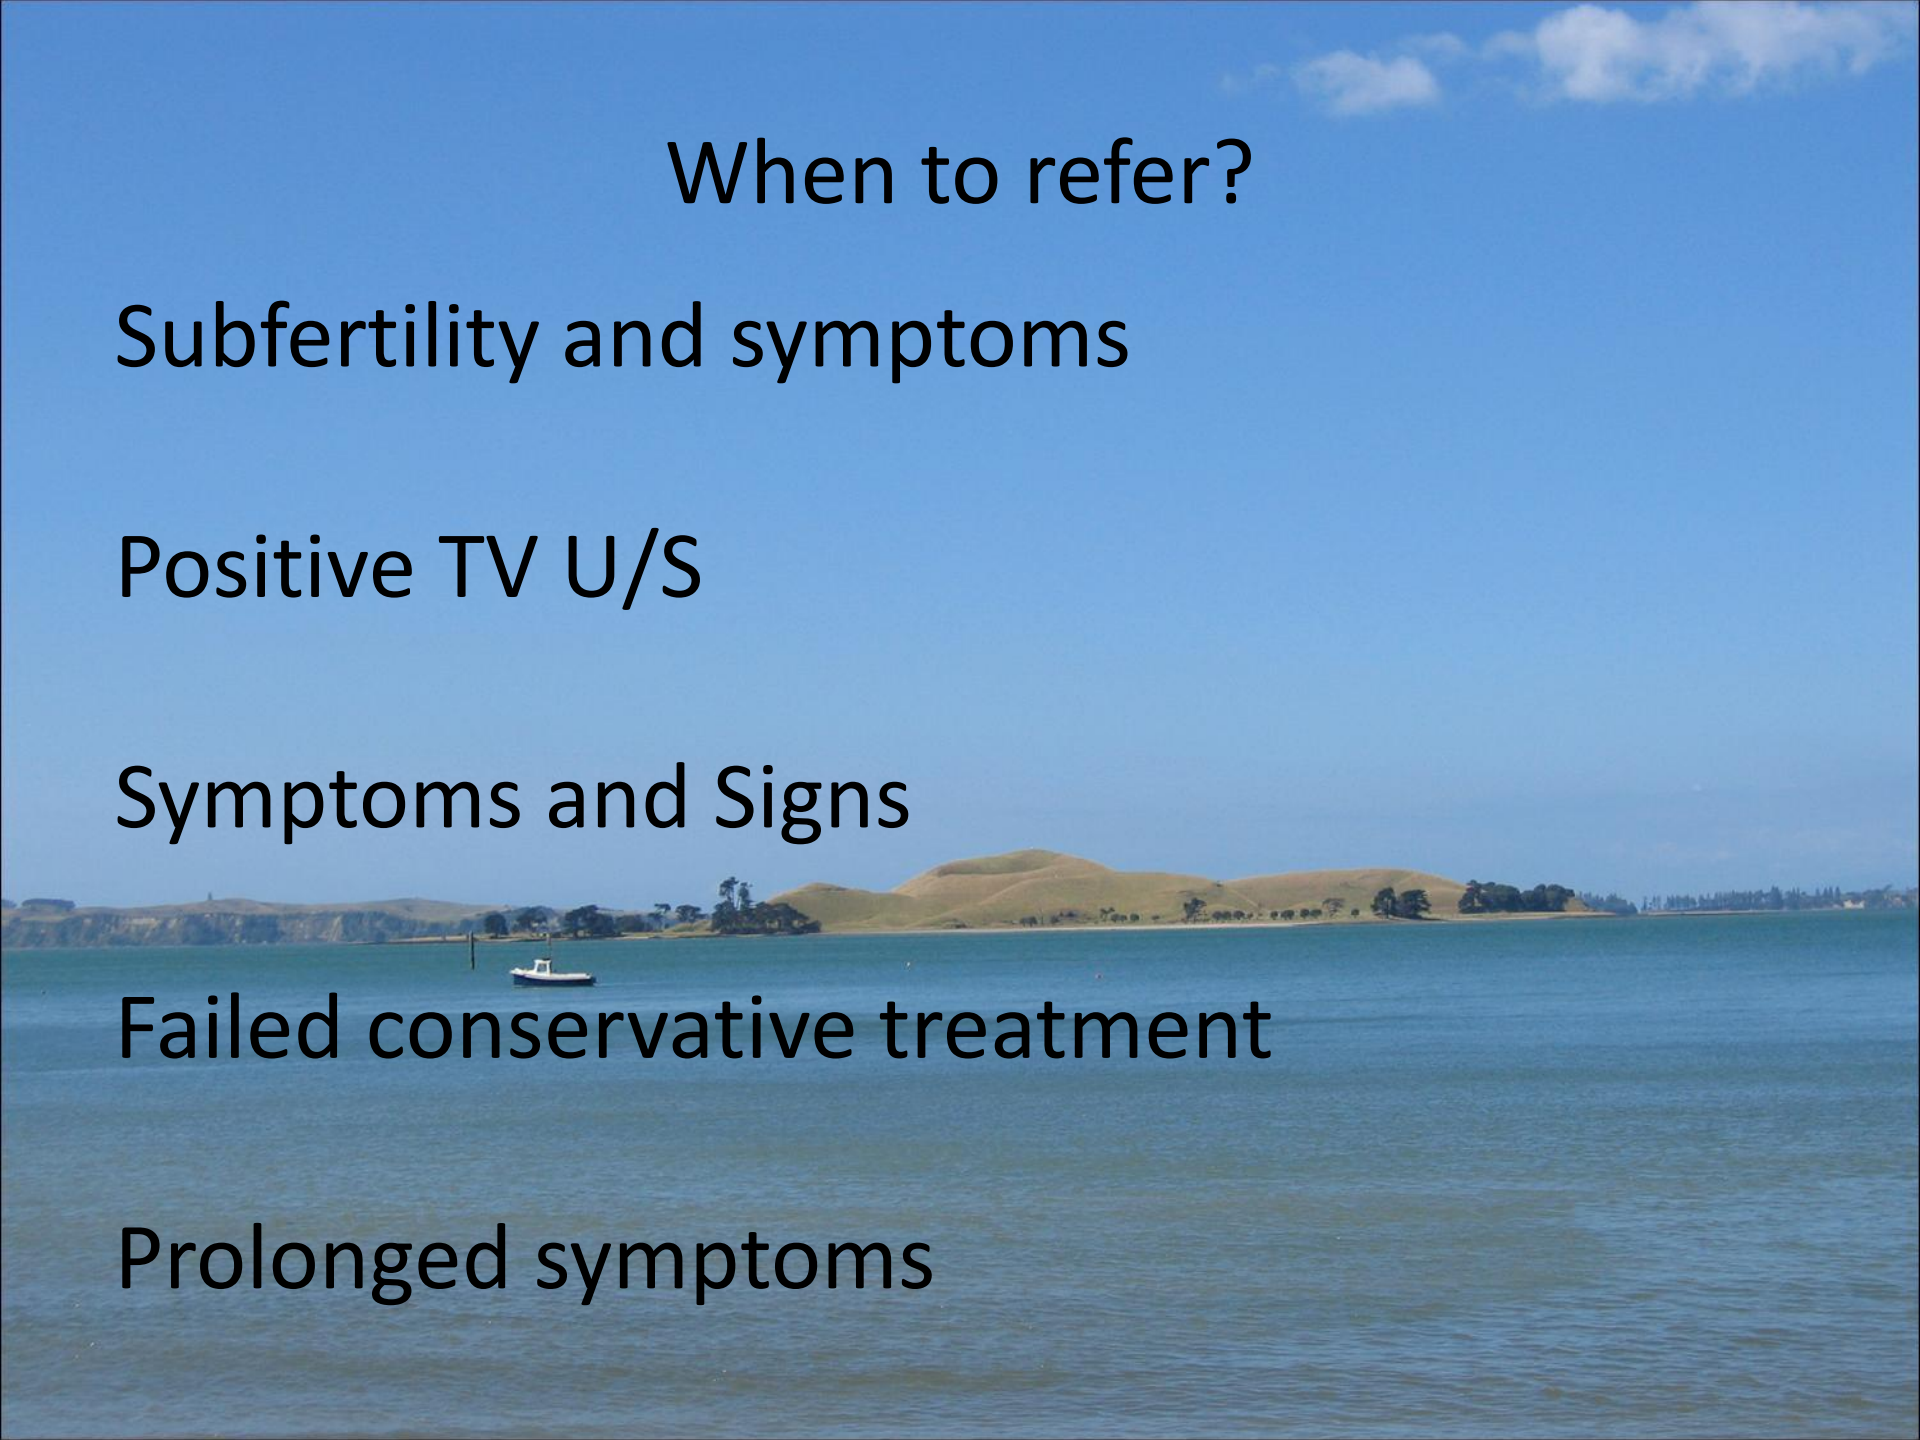 When to refer?
Subfertility and symptoms
Positive TV U/S
Symptoms and Signs
Failed conservative treatment
Prolonged symptoms